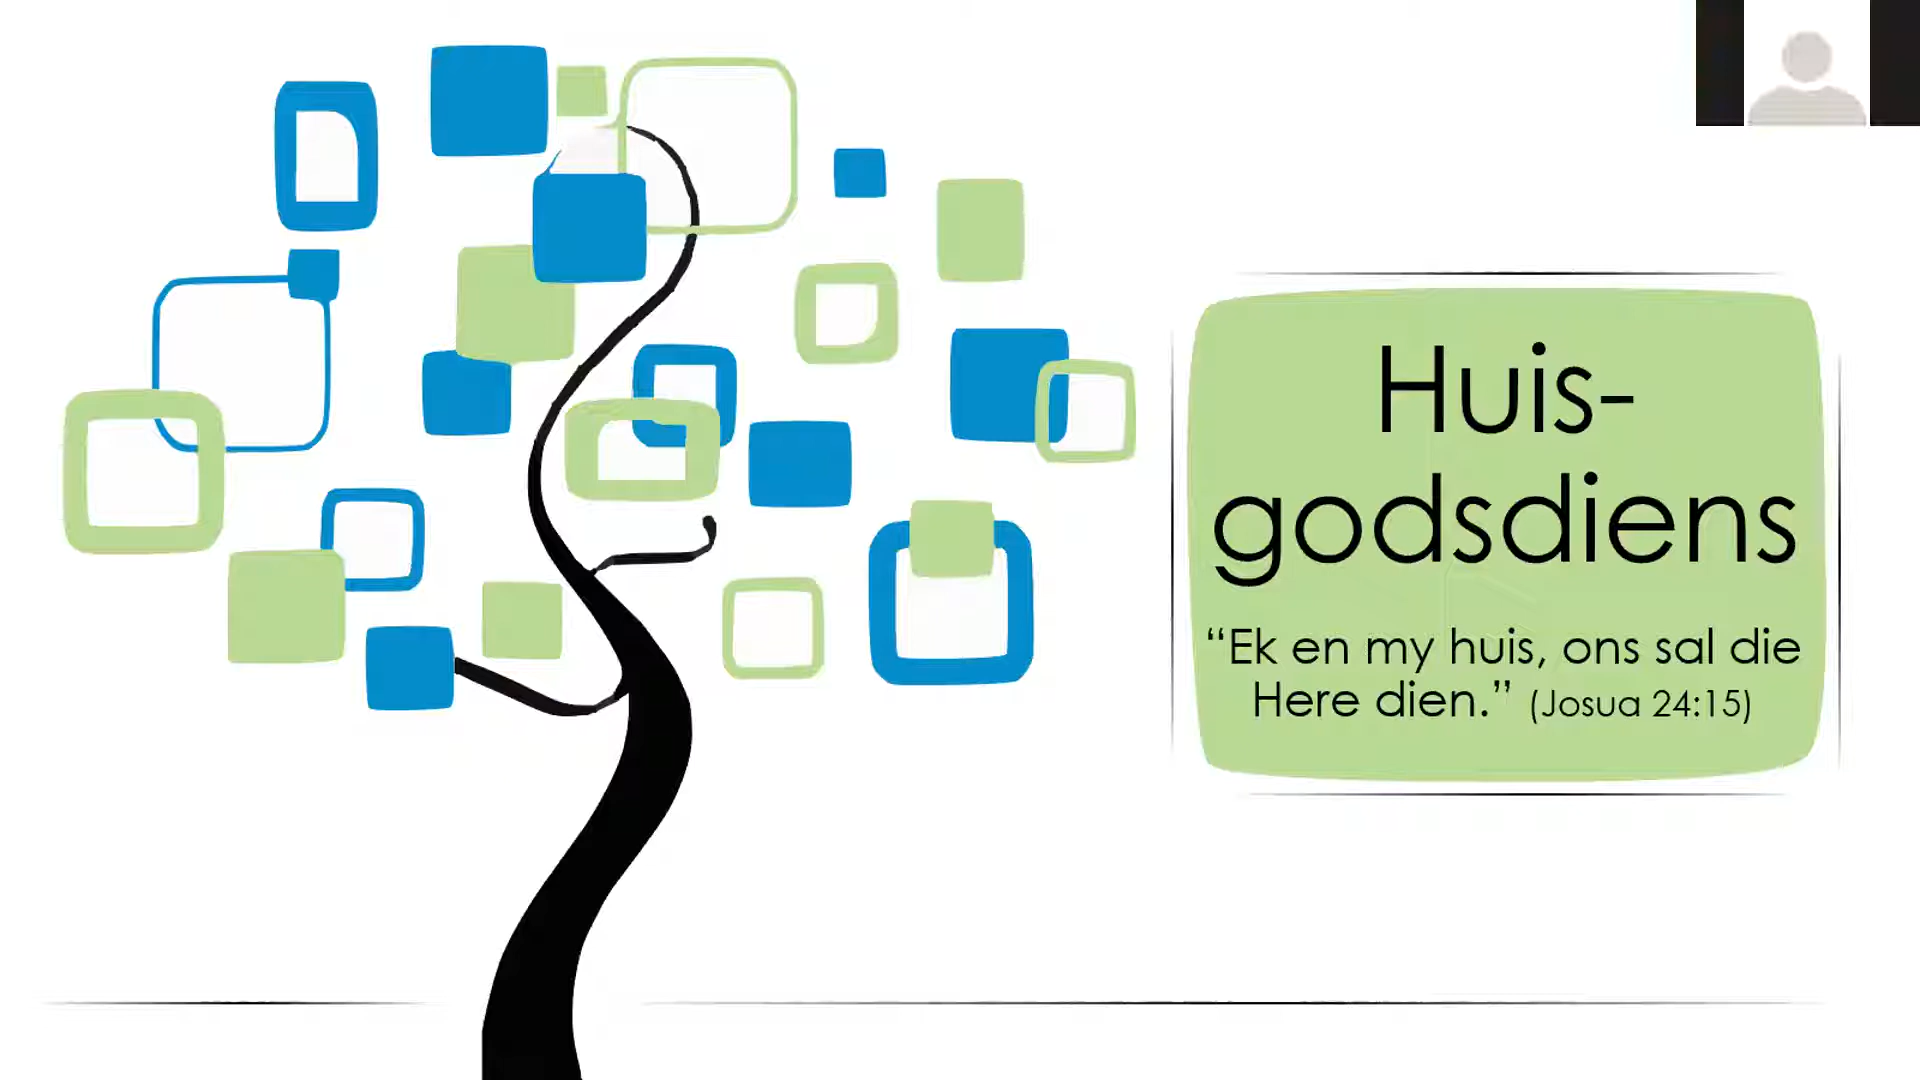 Huis-
godsdiens
“Ek en my huis, ons sal die
Here dien.” (Josua 24:15)